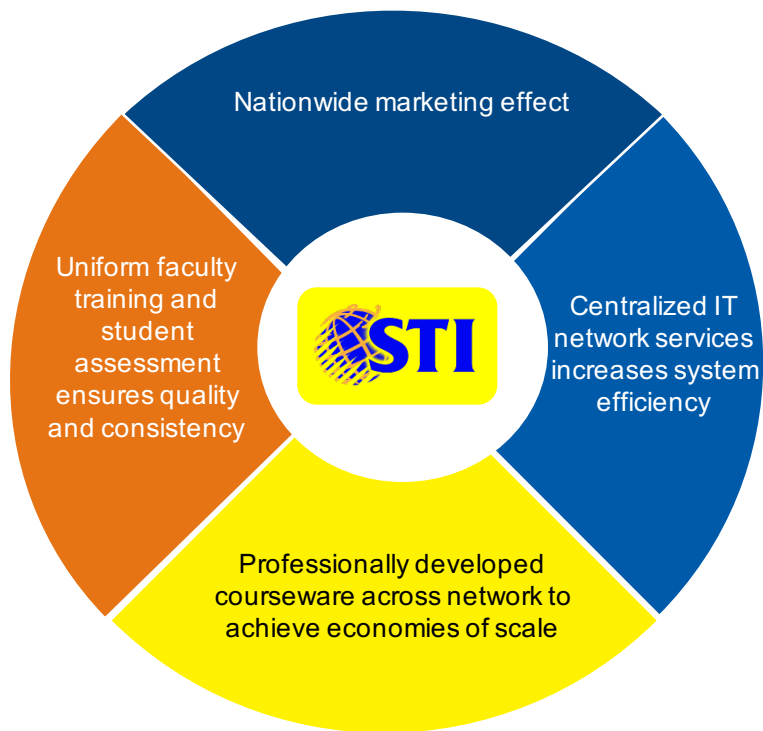 Nationwide marketing effect
Uniform faculty
training and
student
assessment
ensures quality
and consistency
STI
Centralized IT
network services
increases system
efficiency
Professionally developed
courseware across network to
achieve economies of scale